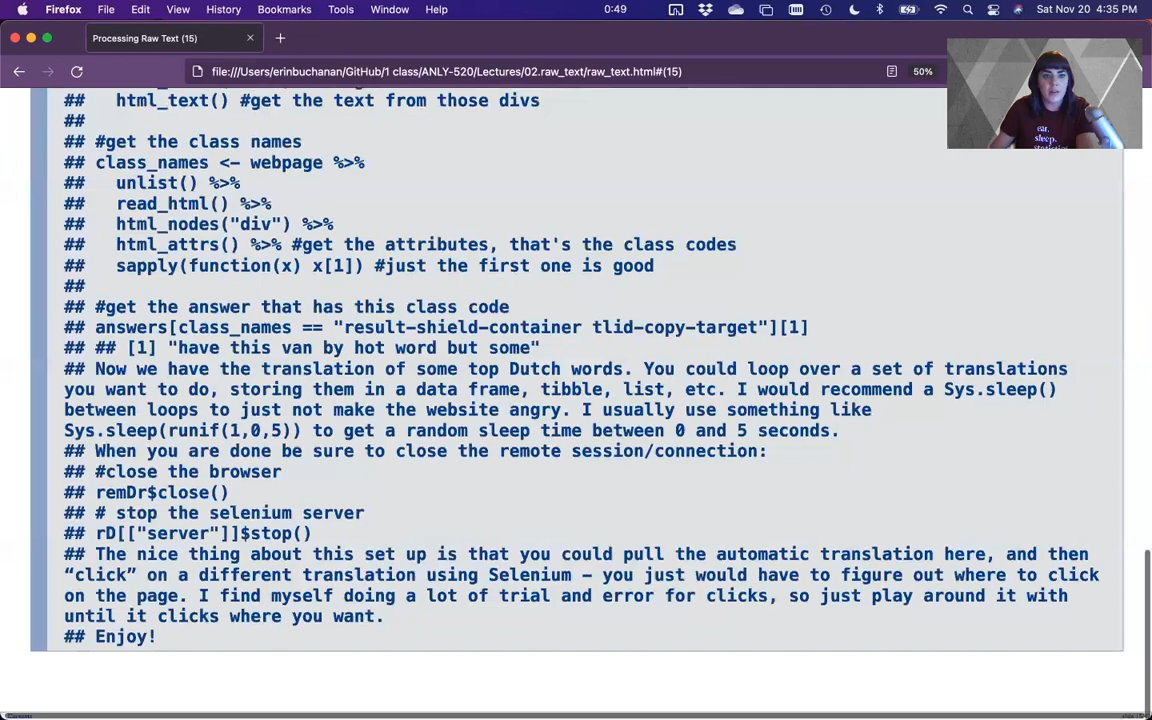 Firefox File Edit View History Bookmarks Tools Window Help 0:49 Sat Nov 20 4:35 PM
Processing Raw Text (15)
file:///Users/erinbuchanan/GitHub/1 class/ANLY-520/Lectures/02.raw_text/raw_text.html#(15) 50%
eat.
sleep.
## html_text() #get the text from those divs
##
## #get the class names
## class_names <- webpage %>%
## unlist() %>%
## read_html() %>%
## html_nodes("div") %>%
## html_attrs() %>% #get the attributes, that's the class codes
## sapply(function(x) x[1]) #just the first one is good
##
## #get the answer that has this class code
## answers[class_names == "result-shield-container tlid-copy-target"][1]
## ## [1] "have this van by hot word but some"
## Now we have the translation of some top Dutch words. You could loop over a set of translations
you want to do, storing them in a data frame, tibble, list, etc. I would recommend a Sys.sleep()
between loops to just not make the website angry. I usually use something like
Sys.sleep(runif(1,0,5)) to get a random sleep time between 0 and 5 seconds.
## When you are done be sure to close the remote session/connection:
## #close the browser
## remDr$close()
## # stop the selenium server
## rD[["server"]]$stop()
## The nice thing about this set up is that you could pull the automatic translation here, and then
“click” on a different translation using Selenium – you just would have to figure out where to click
on the page. I find myself doing a lot of trial and error for clicks, so just play around it with
until it clicks where you want.
## Enjoy!